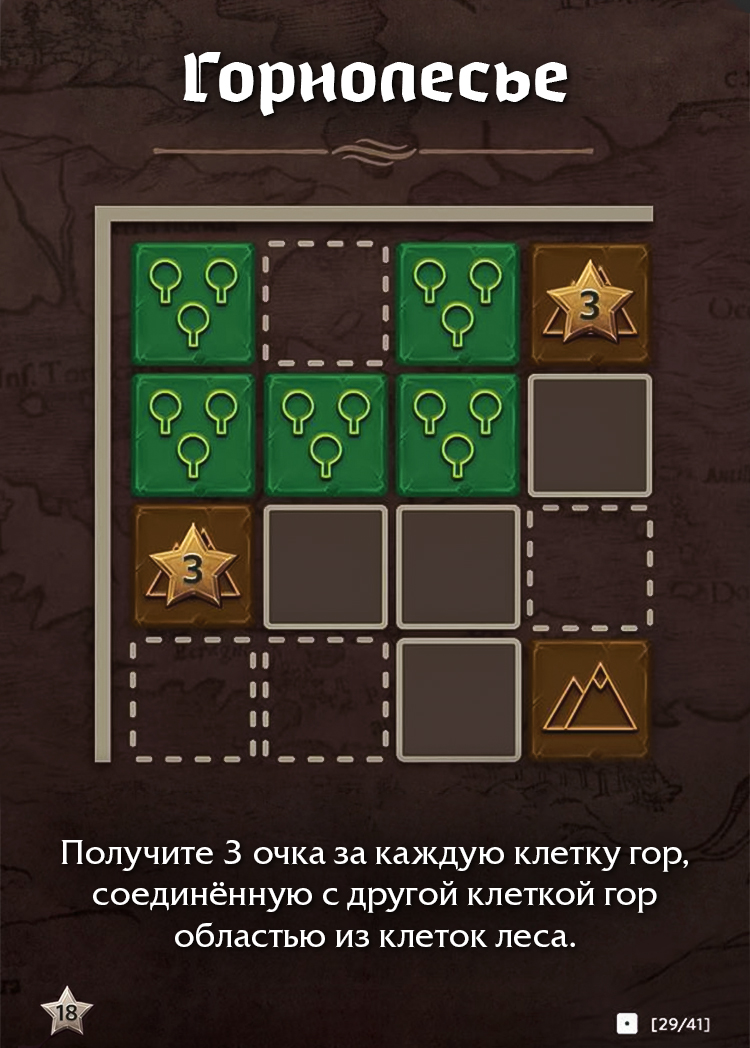 Горнолесье
3
3
Получите 3 очка за каждую клетку гор,
соединённую с другой клеткой гор
областью из клеток леса.
18
[29/41]